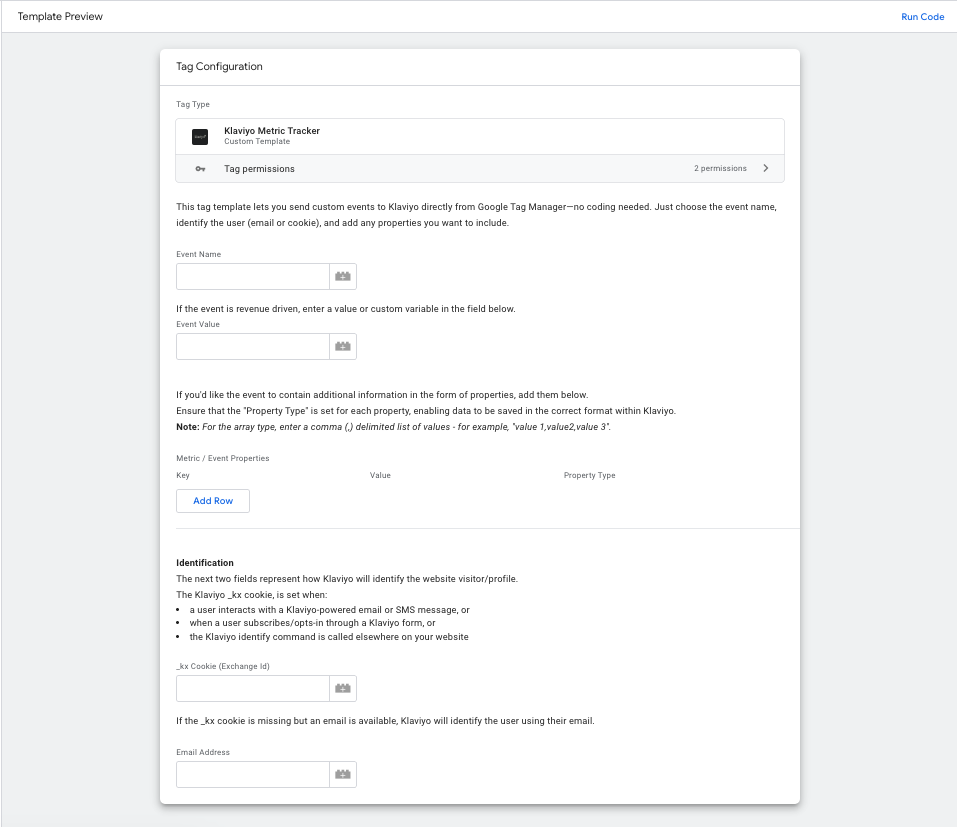 Template Preview
Run Code
Tag Configuration
Tag Type
Klaviyo Metric Tracker
Custom Template
Tag permissions
2 permissions
This tag template lets you send custom events to Klaviyo directly from Google Tag Manager—no coding needed. Just choose the event name,
identify the user (email or cookie), and add any properties you want to include.
Event Name
If the event is revenue driven, enter a value or custom variable in the field below.
Event Value
If you'd like the event to contain additional information in the form of properties, add them below.
Ensure that the "Property Type" is set for each property, enabling data to be saved in the correct format within Klaviyo.
Note: For the array type, enter a comma (,) delimited list of values - for example, "value 1,value2,value 3".
Metric / Event Properties
Key Value Property Type
Add Row
Identification
The next two fields represent how Klaviyo will identify the website visitor/profile.
The Klaviyo _kx cookie, is set when:
• a user interacts with a Klaviyo-powered email or SMS message, or
• when a user subscribes/opts-in through a Klaviyo form, or
• the Klaviyo identify command is called elsewhere on your website
_kx Cookie (Exchange Id)
If the _kx cookie is missing but an email is available, Klaviyo will identify the user using their email.
Email Address